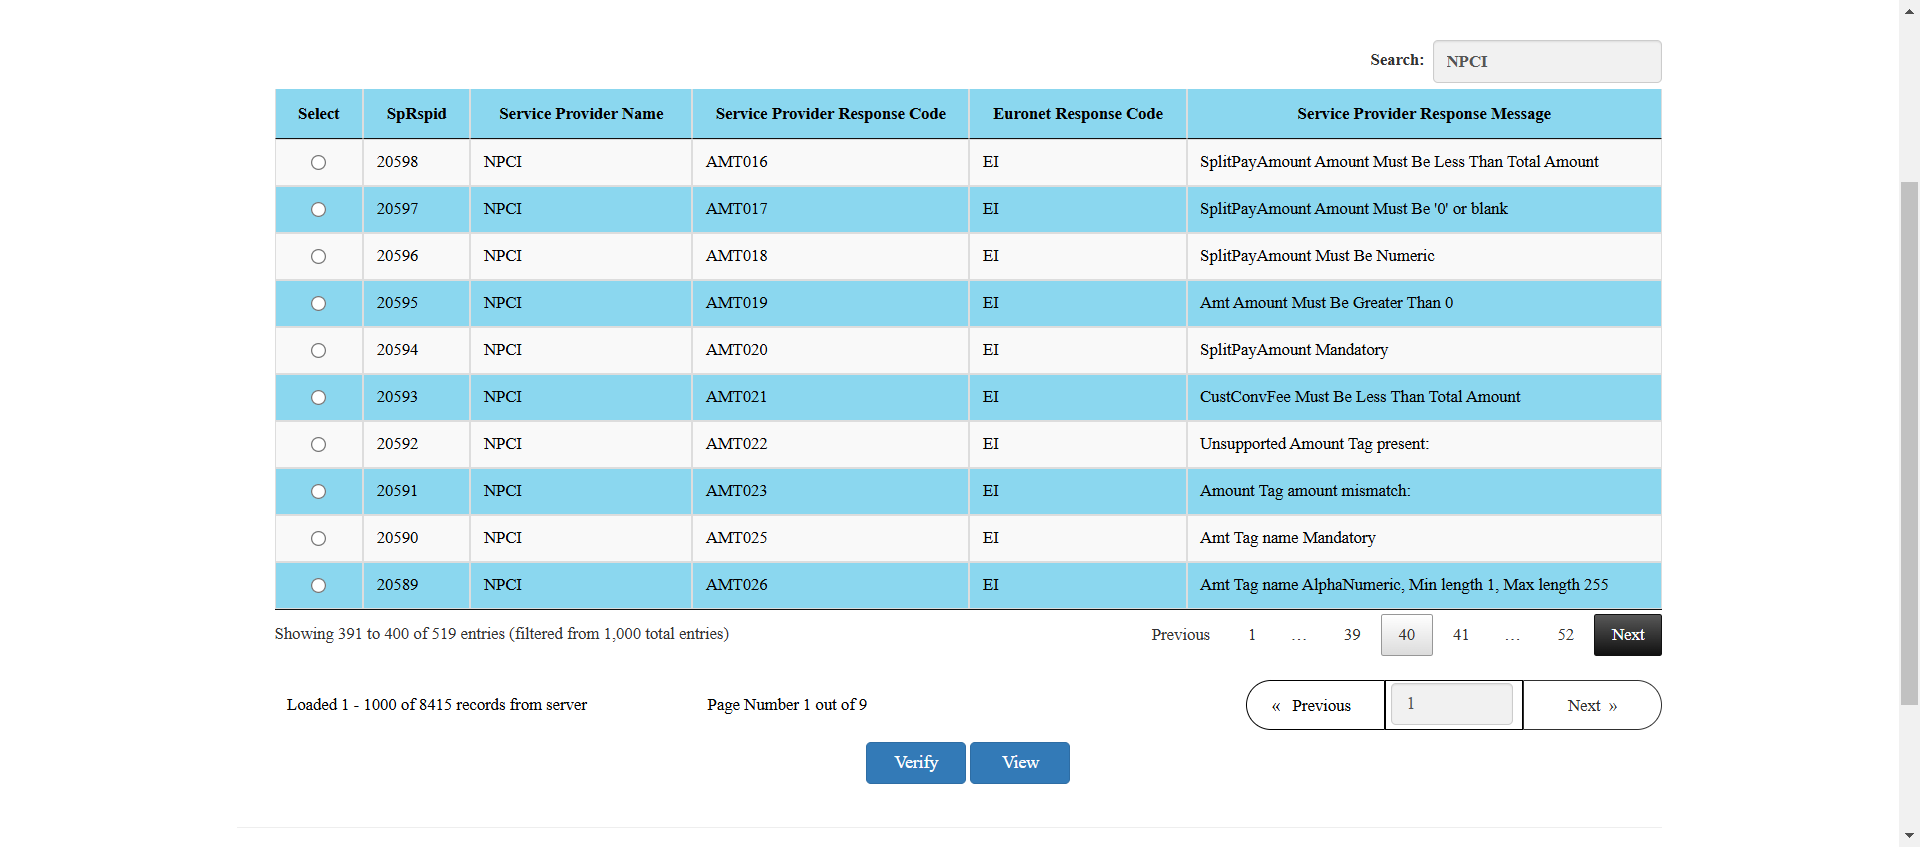 Search: NPCI
Select SpRspid Service Provider Name Service Provider Response Code Euronet Response Code Service Provider Response Message
20598 NPCI AMT016 EI SplitPayAmount Amount Must Be Less Than Total Amount
20597 NPCI AMT017 EI SplitPayAmount Amount Must Be '0' or blank
20596 NPCI AMT018 EI SplitPayAmount Must Be Numeric
20595 NPCI AMT019 EI Amt Amount Must Be Greater Than 0
20594 NPCI AMT020 EI SplitPayAmount Mandatory
20593 NPCI AMT021 EI CustConvFee Must Be Less Than Total Amount
20592 NPCI AMT022 EI Unsupported Amount Tag present:
20591 NPCI AMT023 EI Amount Tag amount mismatch:
20590 NPCI AMT025 EI Amt Tag name Mandatory
20589 NPCI AMT026 EI Amt Tag name AlphaNumeric, Min length 1, Max length 255
Showing 391 to 400 of 519 entries (filtered from 1,000 total entries) Previous 1 … 39 40 41 … 52 Next
Loaded 1 - 1000 of 8415 records from server Page Number 1 out of 9 « Previous 1 Next »
Verify View